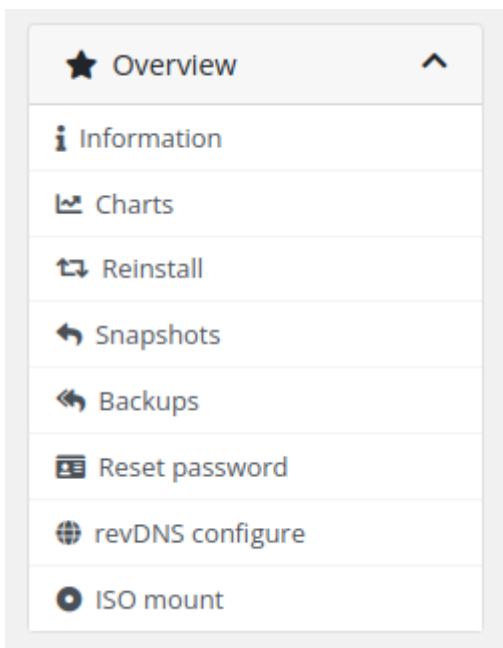 Overview
Information
Charts
Reinstall
Snapshots
Backups
Reset password
revDNS configure
ISO mount